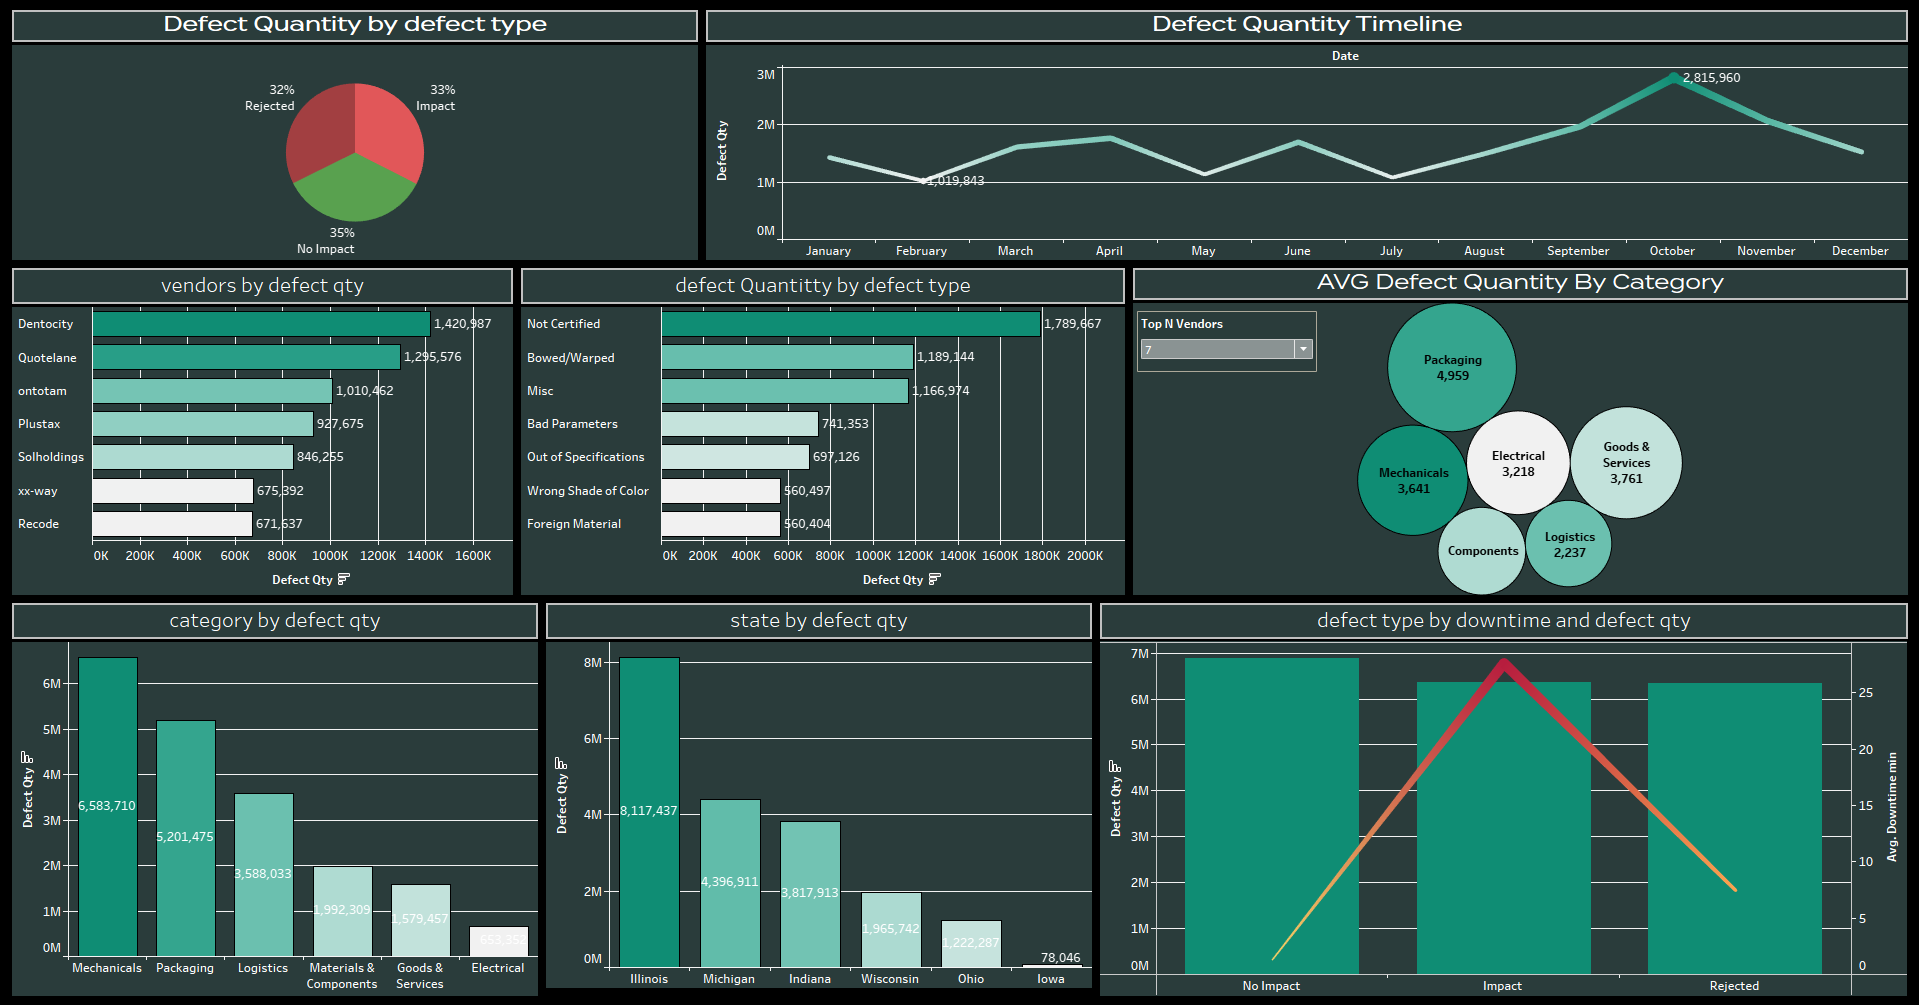 Defect Quantity by defect type
32%
Rejected
33%
Impact
35%
No Impact
Defect Quantity Timeline
Date
Defect Qty
3M
2M
1M
0M
2,815,960
1,019,843
January February March April May June July August September October November December
vendors by defect qty
Dentocity 1,420,987
Quotelane 1,295,576
ontotam 1,010,462
Plustax 927,675
Solholdings 846,255
xx-way 675,392
Recode 671,637
0K 200K 400K 600K 800K 1000K 1200K 1400K 1600K
Defect Qty
defect Quantitty by defect type
Not Certified 1,789,667
Bowed/Warped 1,189,144
Misc 1,166,974
Bad Parameters 741,353
Out of Specifications 697,126
Wrong Shade of Color 560,497
Foreign Material 560,404
0K 200K 400K 600K 800K 1000K 1200K 1400K 1600K 1800K 2000K
Defect Qty
AVG Defect Quantity By Category
Top N Vendors
7
Packaging
4,959
Electrical
3,218
Goods &
Services
3,761
Mechanicals
3,641
Components
Logistics
2,237
category by defect qty
Defect Qty
6M
5M
4M
3M
2M
1M
0M
6,583,710
5,201,475
3,588,033
1,992,309
1,579,457
653,352
Mechanicals Packaging Logistics Materials & Goods & Electrical
Components Services
state by defect qty
Defect Qty
8M
6M
4M
2M
0M
8,117,437
4,396,911
3,817,913
1,965,742
1,222,287
78,046
Illinois Michigan Indiana Wisconsin Ohio Iowa
defect type by downtime and defect qty
Defect Qty
7M
6M
5M
4M
3M
2M
1M
0M
25
20
15
10
5
0
Avg. Downtime min
No Impact Impact Rejected